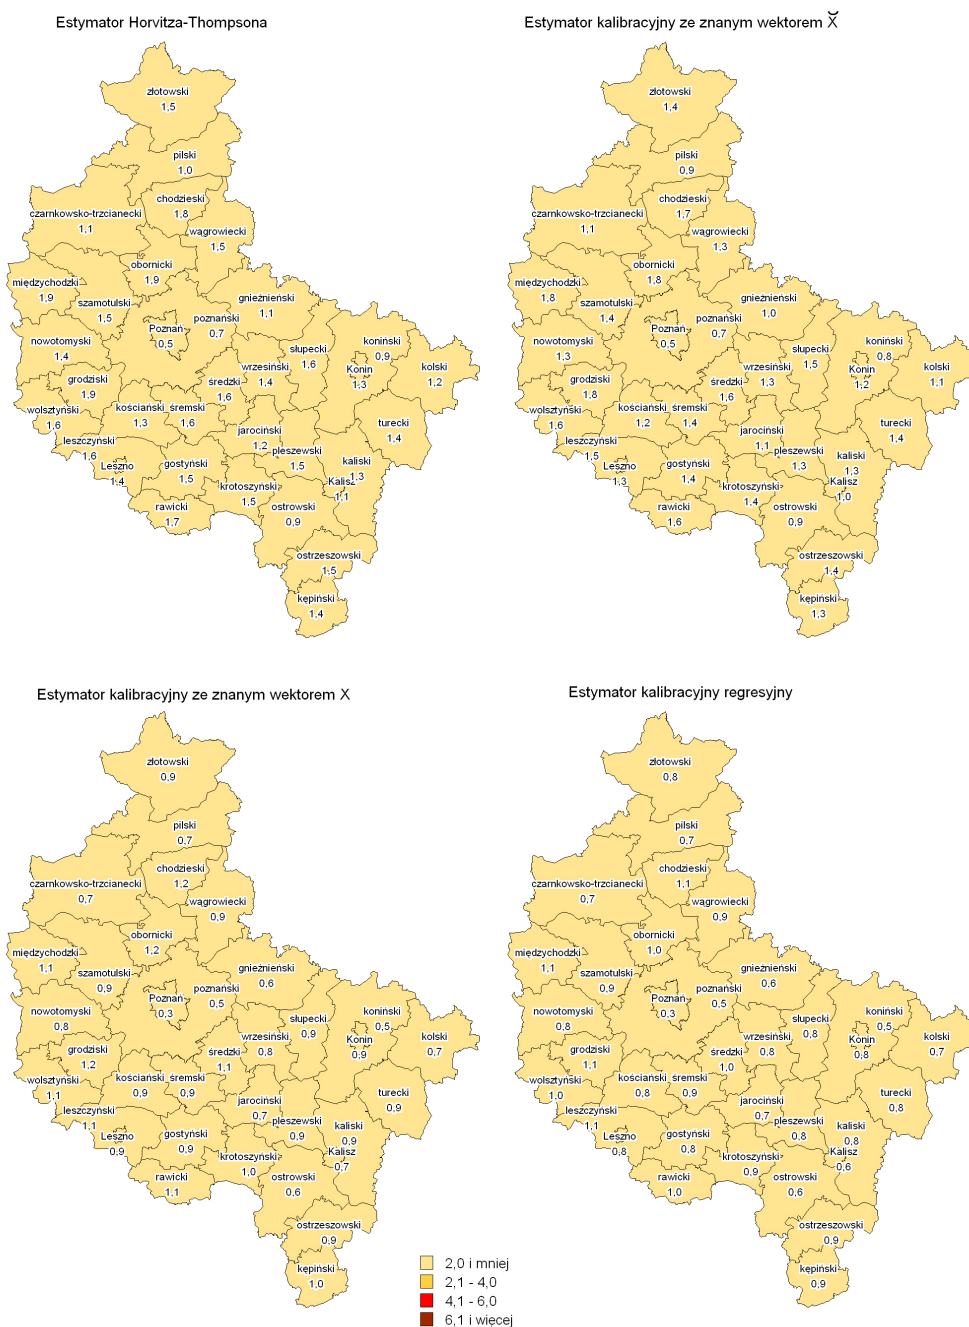 Estymator Horvitza-Thompsona
złotowski
1,5
pilski
1,0
chodzieski
1,8
czarnkowsko-trzcianecki
1,1
wągrowiecki
1,5
obornicki
1,9
międzychodzki
1,9
szamotulski
1,5
gnieźnieński
1,1
poznański
0,7
Poznań
0,5
nowotomyski
1,4
słupecki
1,6
koniński
0,9
wrzesiński
1,4
Konin
1,3
kolski
1,2
grodziski
1,9
średzki
1,6
wolsztyński
1,6
kościański
1,3
śremski
1,6
turecki
1,4
jarociński
1,2
leszczyński
1,6
pleszewski
1,5
Leszno
1,4
gostyński
1,5
kaliski
1,3
krotoszyński
1,5
Kalisz
1,1
rawicki
1,7
ostrowski
0,9
ostrzeszowski
1,5
kępiński
1,4
Estymator kalibracyjny ze znanym wektorem X̆
złotowski
1,4
pilski
0,9
chodzieski
1,7
czarnkowsko-trzcianecki
1,1
wągrowiecki
1,3
obornicki
1,8
międzychodzki
1,8
szamotulski
1,4
gnieźnieński
1,0
poznański
0,7
Poznań
0,5
nowotomyski
1,3
słupecki
1,5
koniński
0,8
wrzesiński
1,3
Konin
1,2
kolski
1,1
grodziski
1,8
średzki
1,6
wolsztyński
1,6
kościański
1,2
śremski
1,4
turecki
1,4
jarociński
1,1
leszczyński
1,5
pleszewski
1,3
Leszno
1,3
gostyński
1,4
kaliski
1,3
krotoszyński
1,4
Kalisz
1,0
rawicki
1,6
ostrowski
0,9
ostrzeszowski
1,4
kępiński
1,3
Estymator kalibracyjny ze znanym wektorem X
złotowski
0,9
pilski
0,7
chodzieski
1,2
czarnkowsko-trzcianecki
0,7
wągrowiecki
0,9
obornicki
1,2
międzychodzki
1,1
szamotulski
0,9
gnieźnieński
0,6
poznański
0,5
Poznań
0,3
nowotomyski
0,8
słupecki
0,9
koniński
0,5
wrzesiński
0,8
Konin
0,9
kolski
0,7
grodziski
1,2
średzki
1,1
wolsztyński
1,1
kościański
0,9
śremski
0,9
turecki
0,9
jarociński
0,7
leszczyński
1,1
pleszewski
0,9
Leszno
0,9
gostyński
0,9
kaliski
0,9
krotoszyński
1,0
Kalisz
0,7
rawicki
1,1
ostrowski
0,6
ostrzeszowski
0,9
kępiński
1,0
Estymator kalibracyjny regresyjny
złotowski
0,8
pilski
0,7
chodzieski
1,1
czarnkowsko-trzcianecki
0,7
wągrowiecki
0,9
obornicki
1,0
międzychodzki
1,1
szamotulski
0,9
gnieźnieński
0,6
poznański
0,5
Poznań
0,3
nowotomyski
0,8
słupecki
0,8
koniński
0,5
wrzesiński
0,8
Konin
0,8
kolski
0,7
grodziski
1,1
średzki
1,0
wolsztyński
1,0
kościański
0,8
śremski
0,9
turecki
0,8
jarociński
0,7
leszczyński
1,1
pleszewski
0,8
Leszno
0,8
gostyński
0,8
kaliski
0,8
krotoszyński
0,9
Kalisz
0,6
rawicki
1,0
ostrowski
0,6
ostrzeszowski
0,9
kępiński
0,9
2,0 i mniej
2,1 - 4,0
4,1 - 6,0
6,1 i więcej